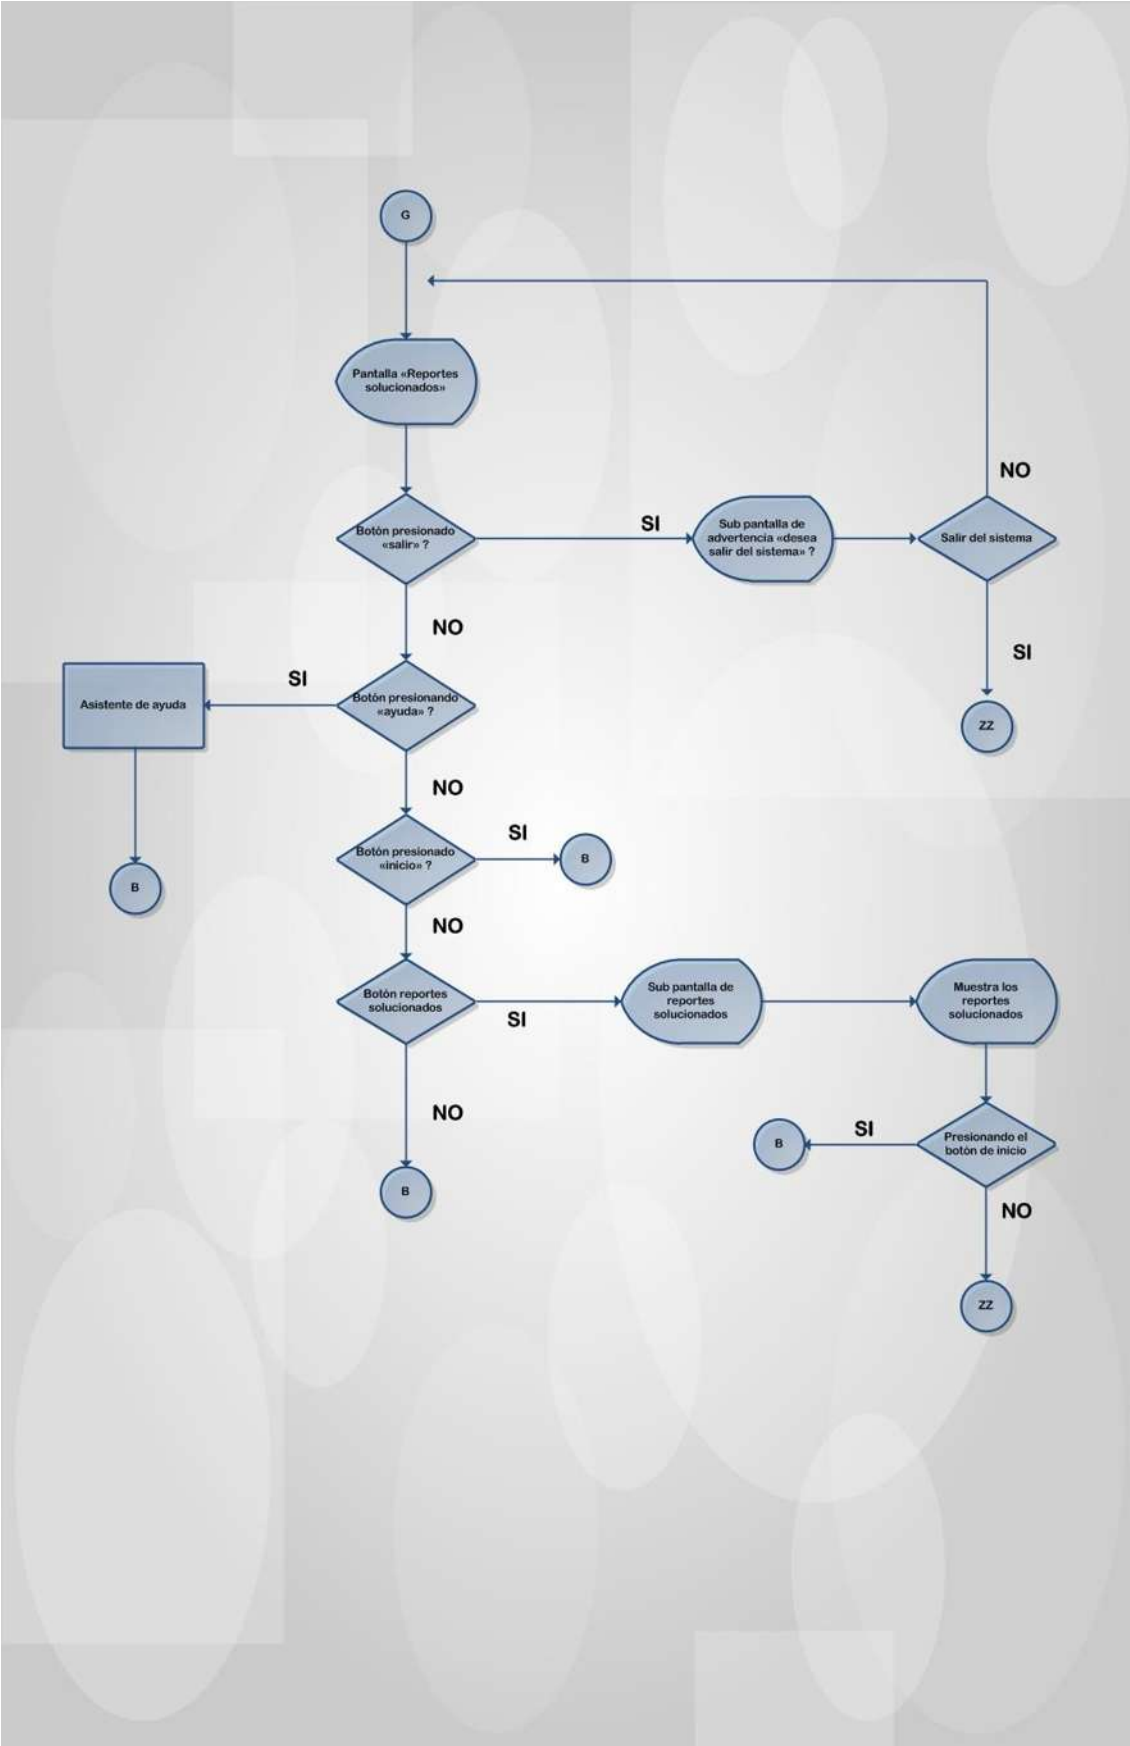 G
Pantalla «Reportes
solucionados»
NO
Botón presionado
«salir» ?
SI
Sub pantalla de
advertencia «desea
salir del sistema» ?
Salir del sistema
NO
SI
SI
Asistente de ayuda
Botón presionando
«ayuda» ?
ZZ
NO
SI
Botón presionado
«inicio» ?
B
B
NO
Botón reportes
solucionados
SI
Sub pantalla de
reportes
solucionados
Muestra los
reportes
solucionados
NO
SI
B
Presionando el
botón de inicio
B
NO
ZZ